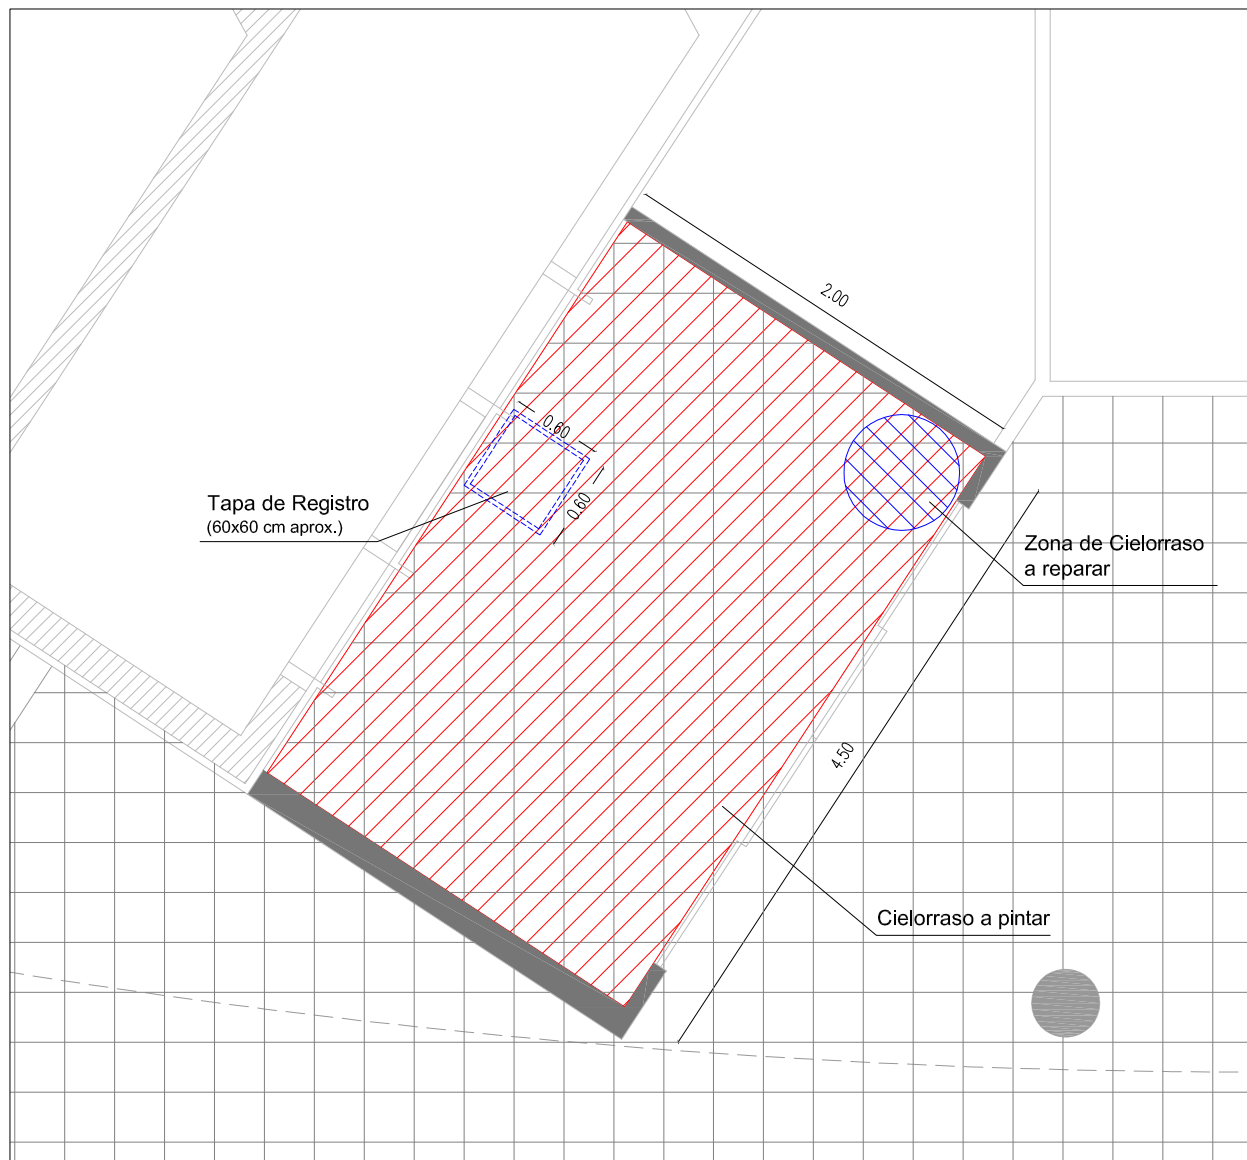 2.00
0.60
0.60
Tapa de Registro
(60x60 cm aprox.)
Zona de Cielorraso
a reparar
4.50
Cielorraso a pintar